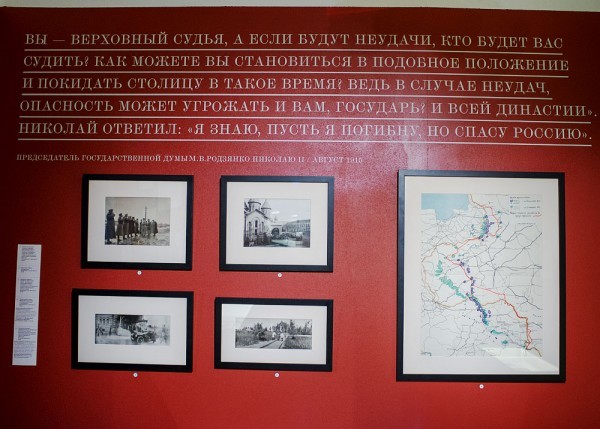 ВЫ — ВЕРХОВНЫЙ СУДЬЯ, А ЕСЛИ БУДУТ НЕУДАЧИ, КТО БУДЕТ ВАС
СУДИТЬ? КАК МОЖЕТЕ ВЫ СТАНОВИТЬСЯ В ПОДОБНОЕ ПОЛОЖЕНИЕ
И ПОКИДАТЬ СТОЛИЦУ В ТАКОЕ ВРЕМЯ? ВЕДЬ В СЛУЧАЕ НЕУДАЧ,
ОПАСНОСТЬ МОЖЕТ УГРОЖАТЬ И ВАМ, ГОСУДАРЬ? И ВСЕЙ ДИНАСТИИ».
НИКОЛАЙ ОТВЕТИЛ: «Я ЗНАЮ, ПУСТЬ Я ПОГИБНУ, НО СПАСУ РОССИЮ».
ПРЕДСЕДАТЕЛЬ ГОСУДАРСТВЕННОЙ ДУМЫ М.В.РОДЗЯНКО НИКОЛАЮ II / АВГУСТ